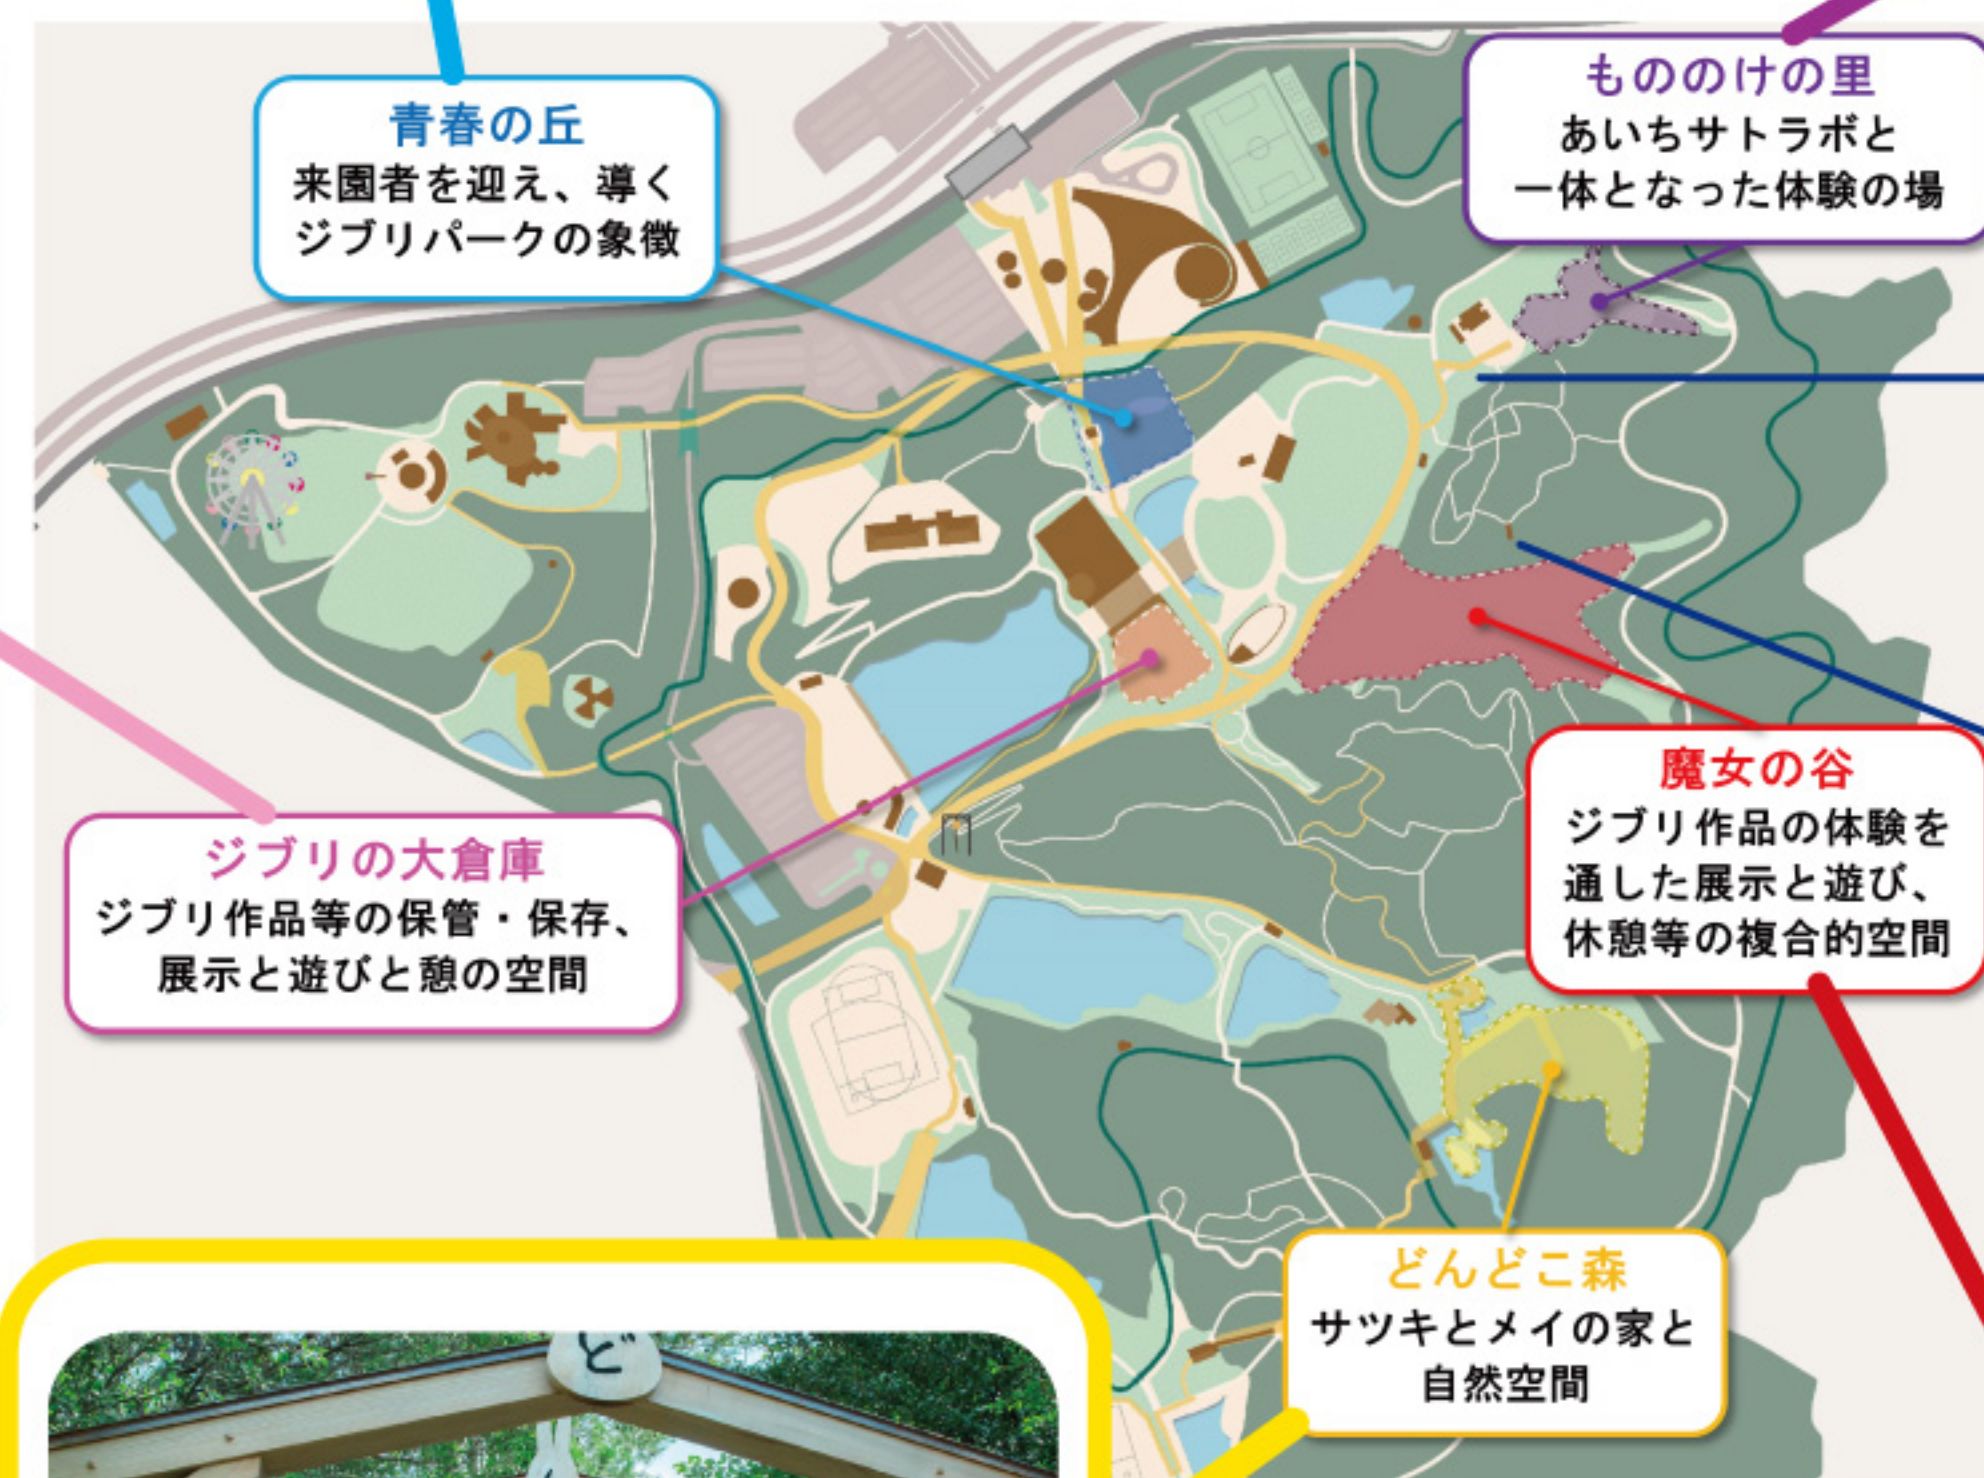 青春の丘
来園者を迎え、導く
ジブリパークの象徴
もののけの里
あいちサトラボと
一体となった体験の場
ジブリの大倉庫
ジブリ作品等の保管・保存、
展示と遊びと憩の空間
魔女の谷
ジブリ作品の体験を
通した展示と遊び、
休憩等の複合的空間
どんどこ森
サツキとメイの家と
自然空間
ど